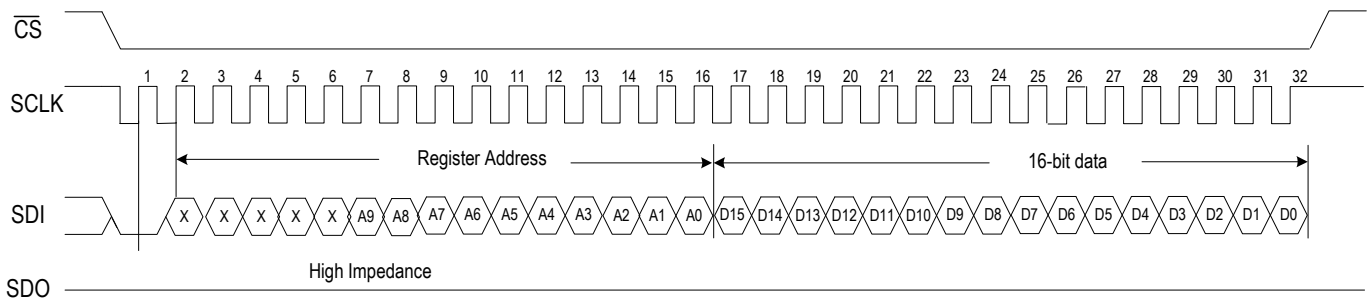 CS
1 2 3 4 5 6 7 8 9 10 11 12 13 14 15 16 17 18 19 20 21 22 23 24 25 26 27 28 29 30 31 32
SCLK
Register Address 16-bit data
SDI X X X X X A9 A8 A7 A6 A5 A4 A3 A2 A1 A0 D15 D14 D13 D12 D11 D10 D9 D8 D7 D6 D5 D4 D3 D2 D1 D0
High Impedance
SDO